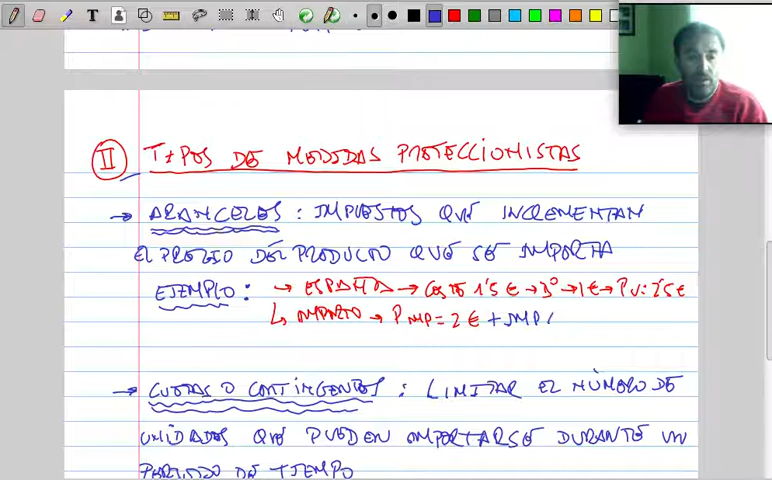 II TIPOS DE MEDIDAS PROTECCIONISTAS
→ ARANCELES : IMPUESTOS QUE INCREMENTAN
EL PRECIO DEL PRODUCTO QUE SE IMPORTA
EJEMPLO : → ESPAÑA → COSTE 1'5 € → Bº → 1 € → PV: 2'5 €
↳ IMPORTO → P IMP = 2 € + IMP (
→ CUOTAS O CONTINGENTES : LIMITAR EL NÚMERO DE
UNIDADES QUE PUEDEN IMPORTARSE DURANTE UN
PERIODO DE TIEMPO